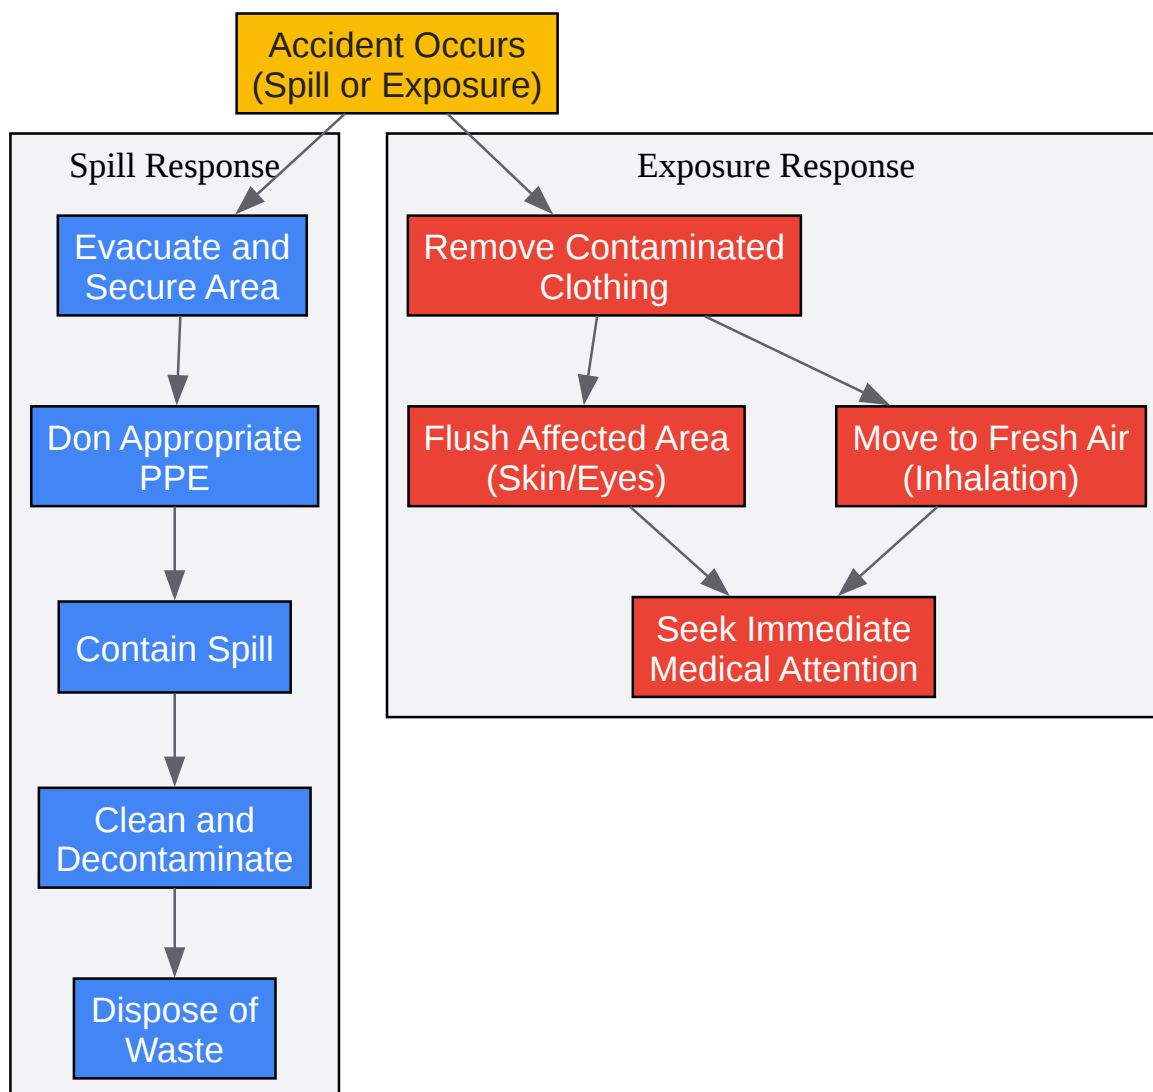 Accident Occurs
(Spill or Exposure)
Spill Response
Evacuate and
Secure Area
Don Appropriate
PPE
Contain Spill
Clean and
Decontaminate
Dispose of
Waste
Exposure Response
Remove Contaminated
Clothing
Flush Affected Area
(Skin/Eyes)
Move to Fresh Air
(Inhalation)
Seek Immediate
Medical Attention